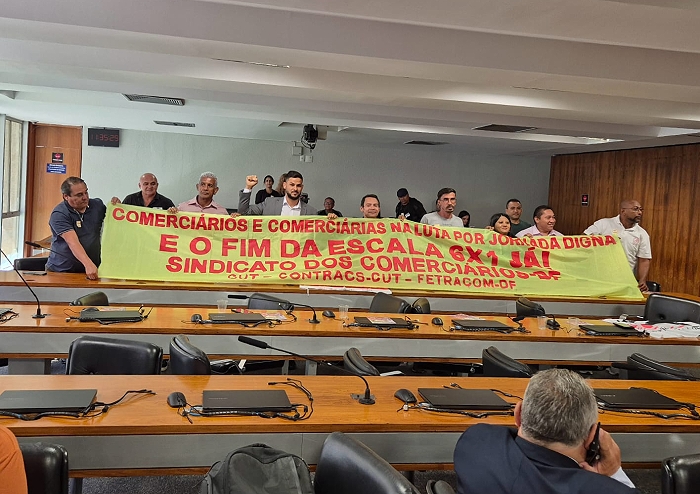 COMERCIÁRIOS E COMERCIÁRIAS NA LUTA POR JORNADA DIGNA
E O FIM DA ESCALA 6X1 JÁ!
SINDICATO DOS COMERCIÁRIOS-DF
CUT - CONTRACS-CUT - FETRACOM-DF